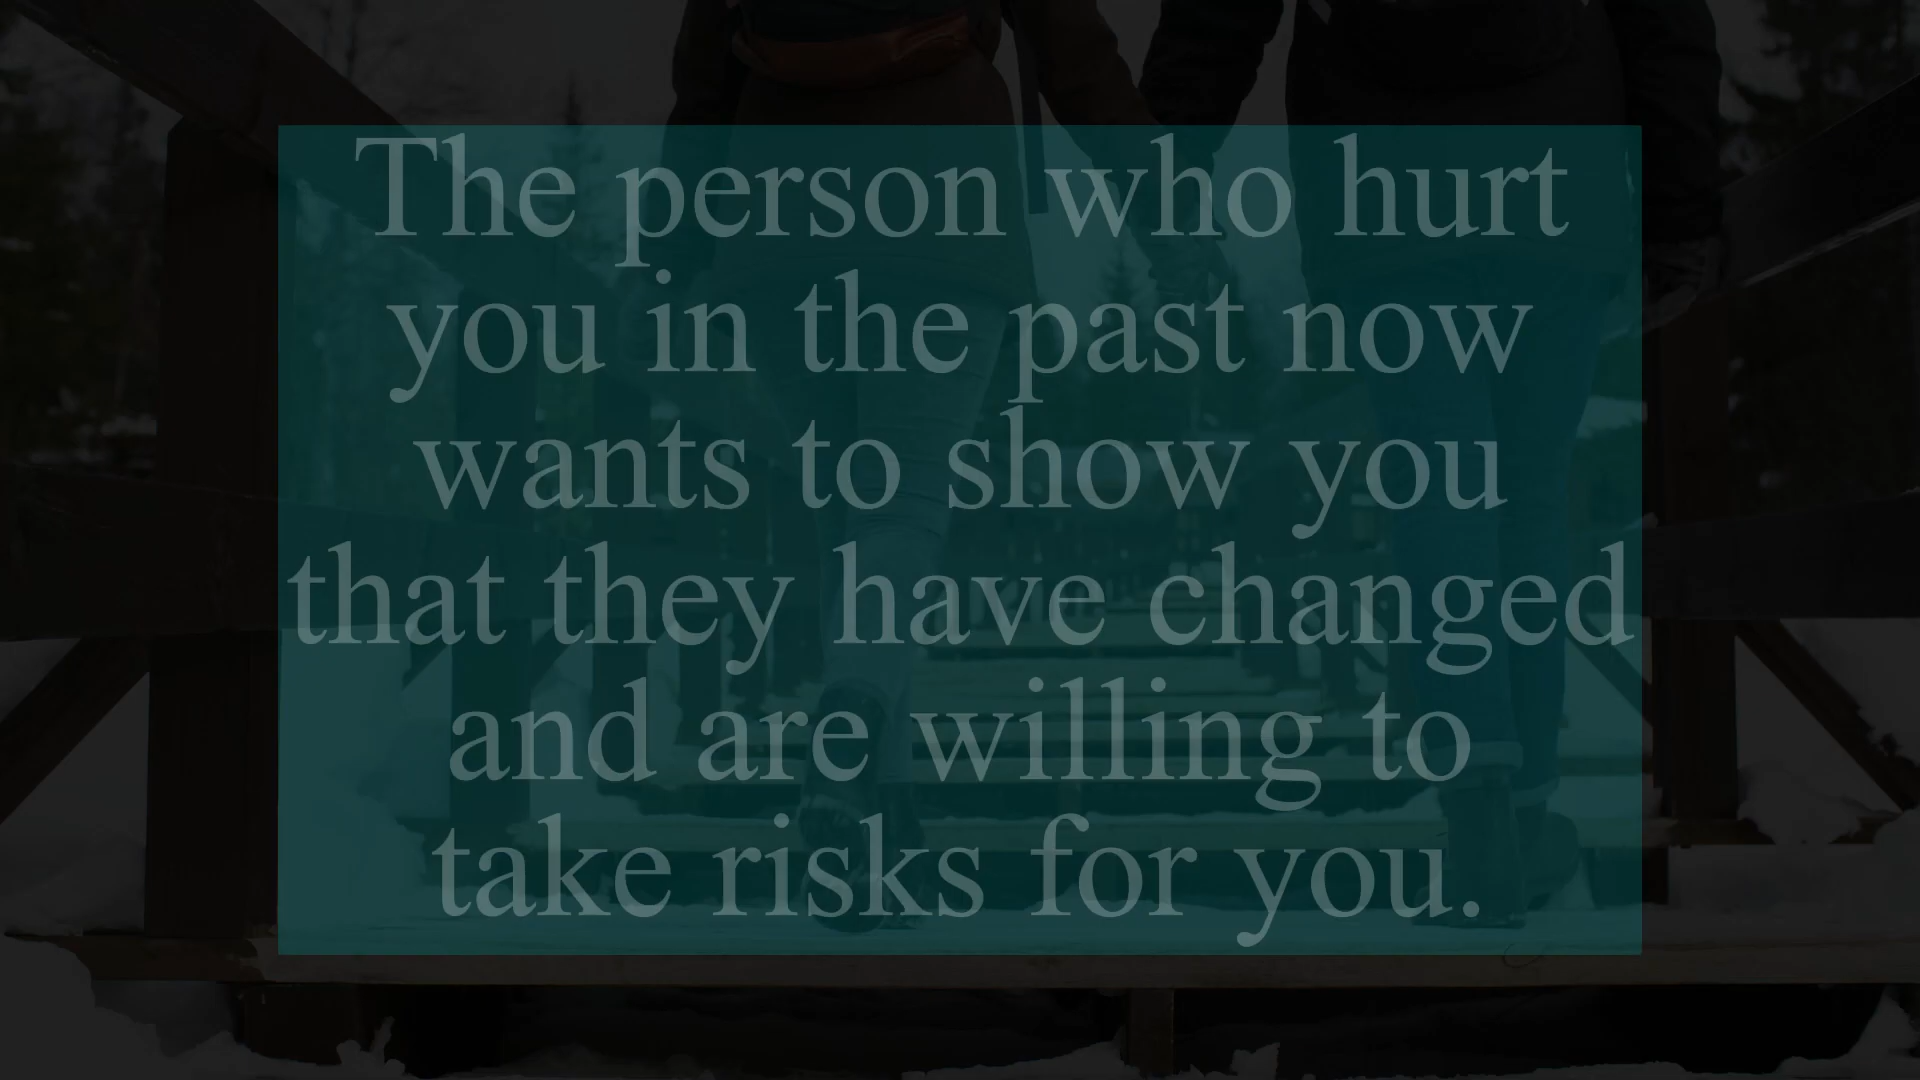 The person who hurt
you in the past now
wants to show you
that they have changed
and are willing to
take risks for you.